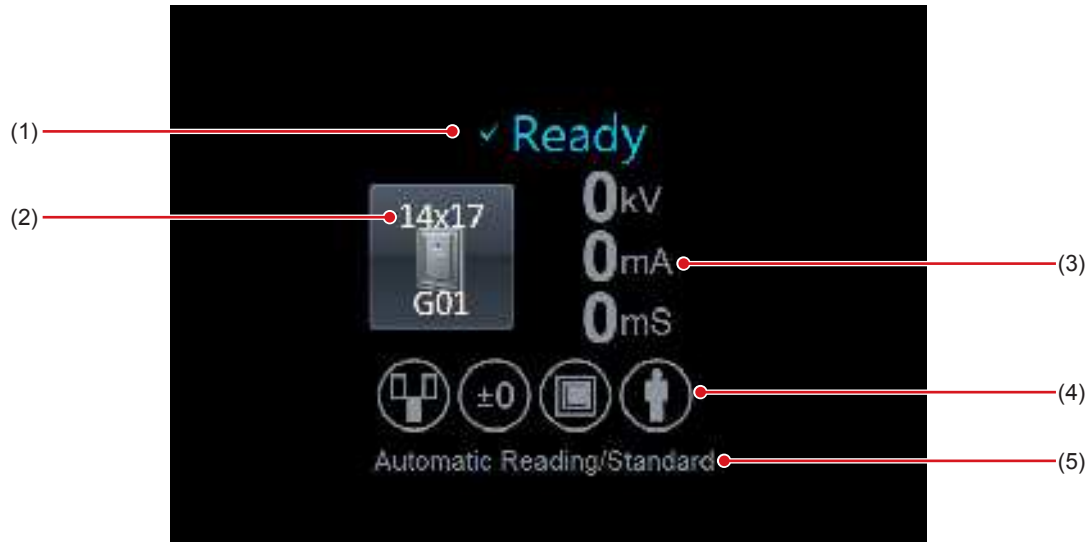 (1)
✓ Ready
(2)
14x17
G01
0kV
0mA
0mS
(3)
±0
(4)
Automatic Reading/Standard
(5)